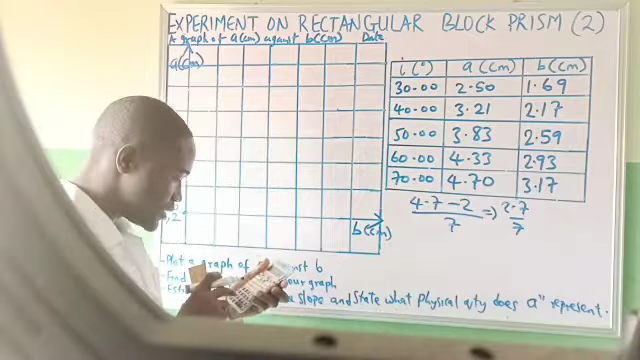 EXPERIMENT ON RECTANGULAR BLOCK PRISM (2)
A graph of a(cm) against b(cm) Date
a(cm)
i(°) a(cm) b(cm)
30.00 2.50 1.69
40.00 3.21 2.17
50.00 3.83 2.59
60.00 4.33 2.93
70.00 4.70 3.17
4.7-2 => 2.7
7 7
b(cm)
- Plot a graph of b
- Find your graph
slope and state what physical qty does a" represent.